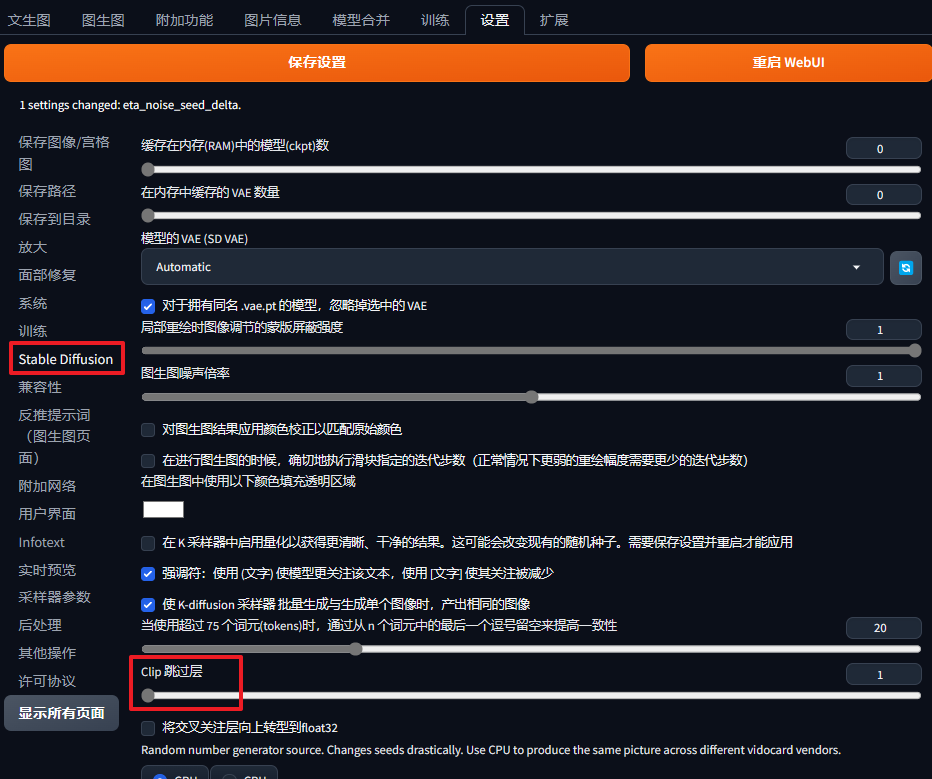 文生图 图生图 附加功能 图片信息 模型合并 训练 设置 扩展
保存设置 重启 WebUI
1 settings changed: eta_noise_seed_delta.
保存图像/宫格
图
保存路径
保存到目录
放大
面部修复
系统
训练
Stable Diffusion
兼容性
反推提示词
（图生图页
面）
附加网络
用户界面
Infotext
实时预览
采样器参数
后处理
其他操作
许可协议
显示所有页面
缓存在内存(RAM)中的模型(ckpt)数 0
在内存中缓存的 VAE 数量 0
模型的 VAE (SD VAE)
Automatic
对于拥有同名 .vae.pt 的模型，忽略掉选中的 VAE
局部重绘时图像调节的蒙版屏蔽强度 1
图生图噪声倍率 1
对图生图结果应用颜色校正以匹配原始颜色
在进行图生图的时候，确切地执行滑块指定的迭代步数（正常情况下更弱的重绘幅度需要更少的迭代步数）
在图生图中使用以下颜色填充透明区域
在 K 采样器中启用量化以获得更清晰、干净的结果。这可能会改变现有的随机种子。需要保存设置并重启才能应用
强调符：使用 (文字) 使模型更关注该文本，使用 [文字] 使其关注被减少
使 K-diffusion 采样器 批量生成与生成单个图像时，产出相同的图像
当使用超过 75 个词元(tokens)时，通过从 n 个词元中的最后一个逗号留空来提高一致性 20
Clip 跳过层 1
将交叉关注层向上转型到float32
Random number generator source. Changes seeds drastically. Use CPU to produce the same picture across different vidocard vendors.